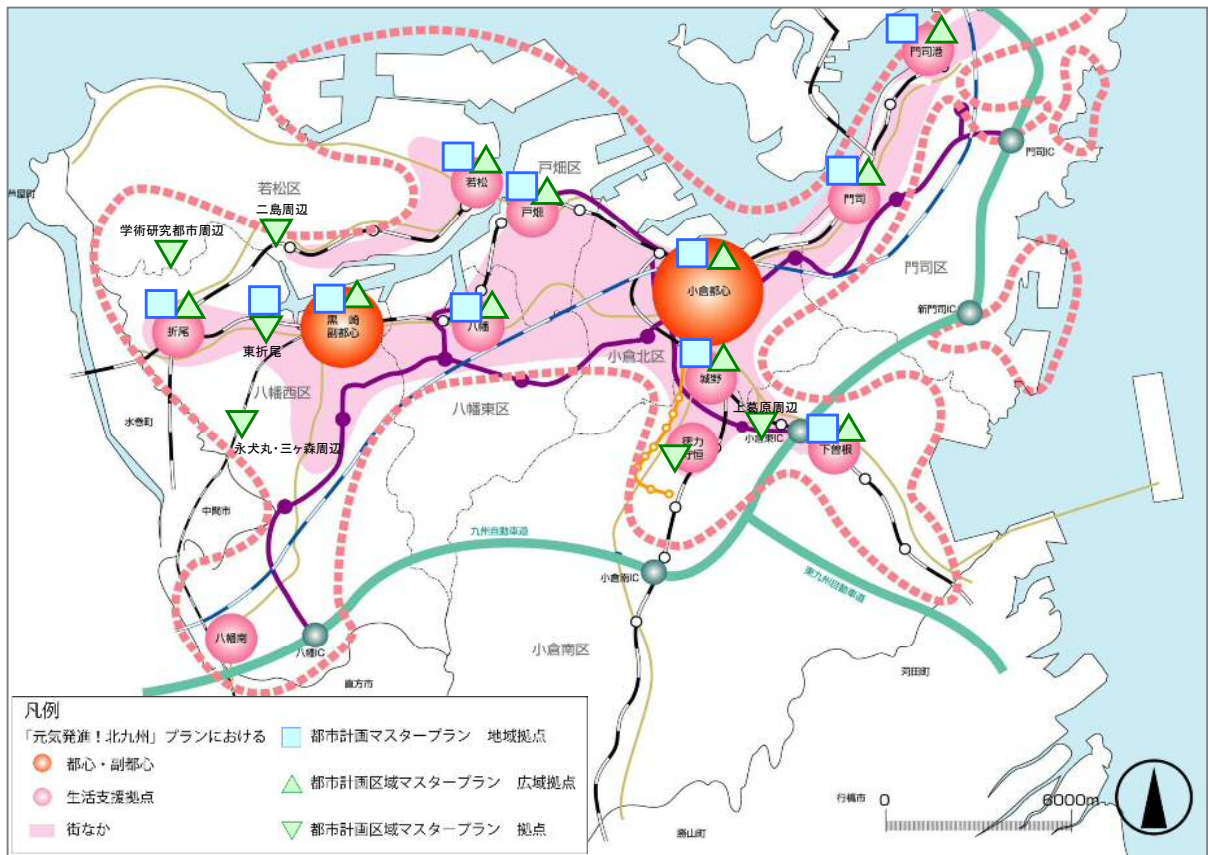 門司港
門司IC
戸畑区
芦屋町
若松区
若松
戸畑
門司
二島周辺
学術研究都市周辺
門司区
小倉都心
新門司IC
折尾
東折尾
黒崎
副都心
八幡
小倉北区
城野
八幡西区
八幡東区
上葛原周辺
小倉東IC
水巻町
永犬丸・三ヶ森周辺
徳力
守恒
下曽根
中間市
九州自動車道
小倉南IC
東九州自動車道
八幡南
八幡IC
小倉南区
直方市
苅田町
凡例
「元気発進！北九州」プランにおける
都心・副都心
生活支援拠点
街なか
都市計画マスタープラン　地域拠点
都市計画区域マスタープラン　広域拠点
都市計画区域マスタープラン　拠点
行橋市
0
6000m
勝山町